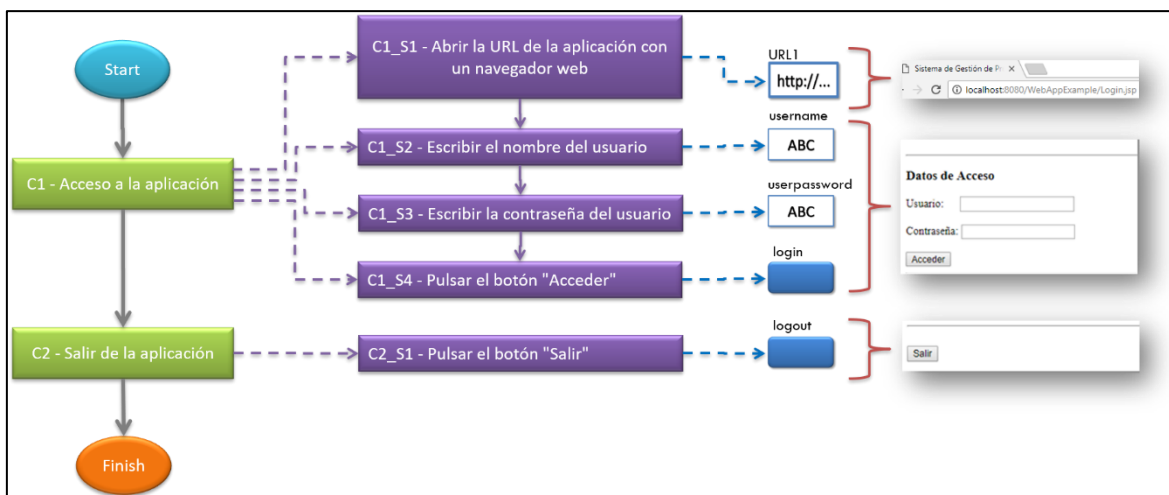 Start
C1 - Acceso a la aplicación
C2 - Salir de la aplicación
Finish
C1_S1 - Abrir la URL de la aplicación con
un navegador web
C1_S2 - Escribir el nombre del usuario
C1_S3 - Escribir la contraseña del usuario
C1_S4 - Pulsar el botón "Acceder"
C2_S1 - Pulsar el botón "Salir"
URL1
http://...
username
ABC
userpassword
ABC
login
logout
Sistema de Gestión de
localhost:8080/WebAppExample/Login.jsp
Datos de Acceso
Usuario:
Contraseña:
Acceder
Salir